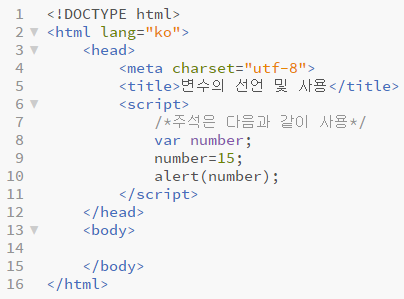 1 <!DOCTYPE html>
2 <html lang="ko">
3 <head>
4 <meta charset="utf-8">
5 <title>변수의 선언 및 사용</title>
6 <script>
7 /*주석은 다음과 같이 사용*/
8 var number;
9 number=15;
10 alert(number);
11 </script>
12 </head>
13 <body>
14
15 </body>
16 </html>